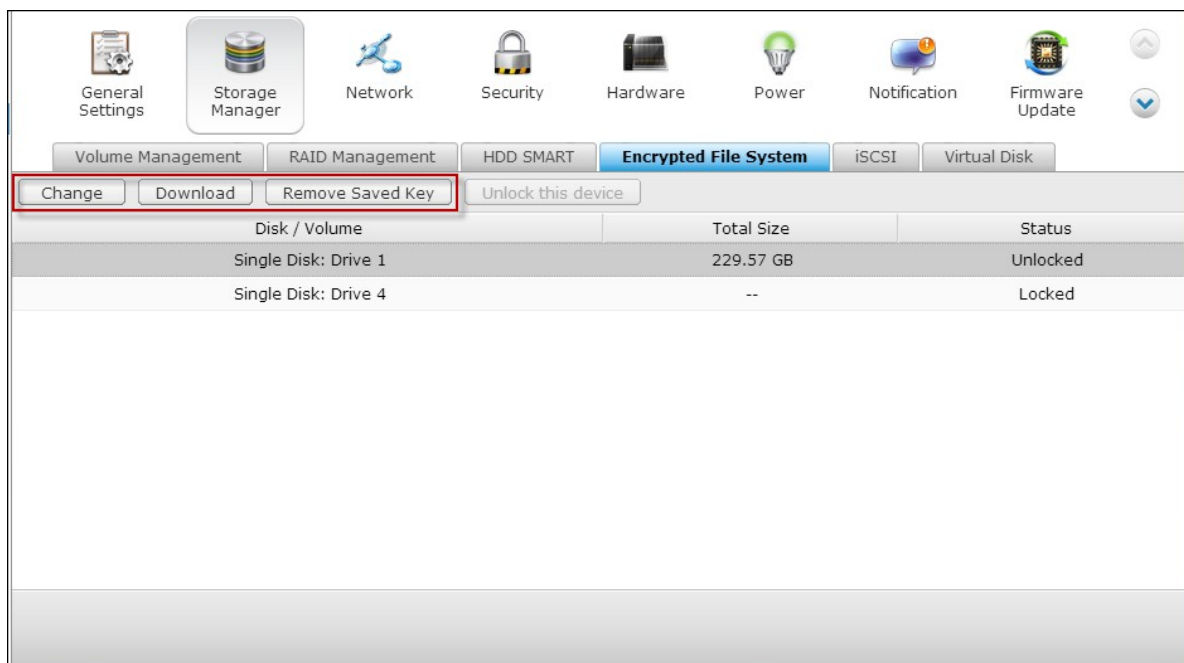 General Settings
Storage Manager
Network
Security
Hardware
Power
Notification
Firmware Update
Volume Management
RAID Management
HDD SMART
Encrypted File System
iSCSI
Virtual Disk
Change
Download
Remove Saved Key
Unlock this device
Disk / Volume
Total Size
Status
Single Disk: Drive 1
229.57 GB
Unlocked
Single Disk: Drive 4
--
Locked